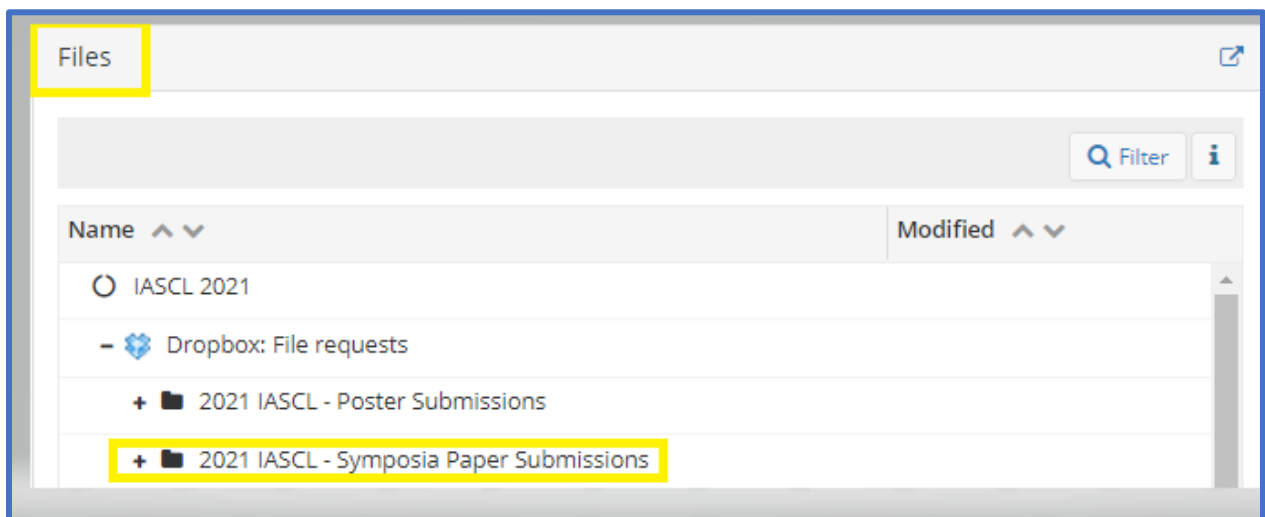 Files
Filter i
Name Modified
IASCL 2021
Dropbox: File requests
2021 IASCL - Poster Submissions
2021 IASCL - Symposia Paper Submissions